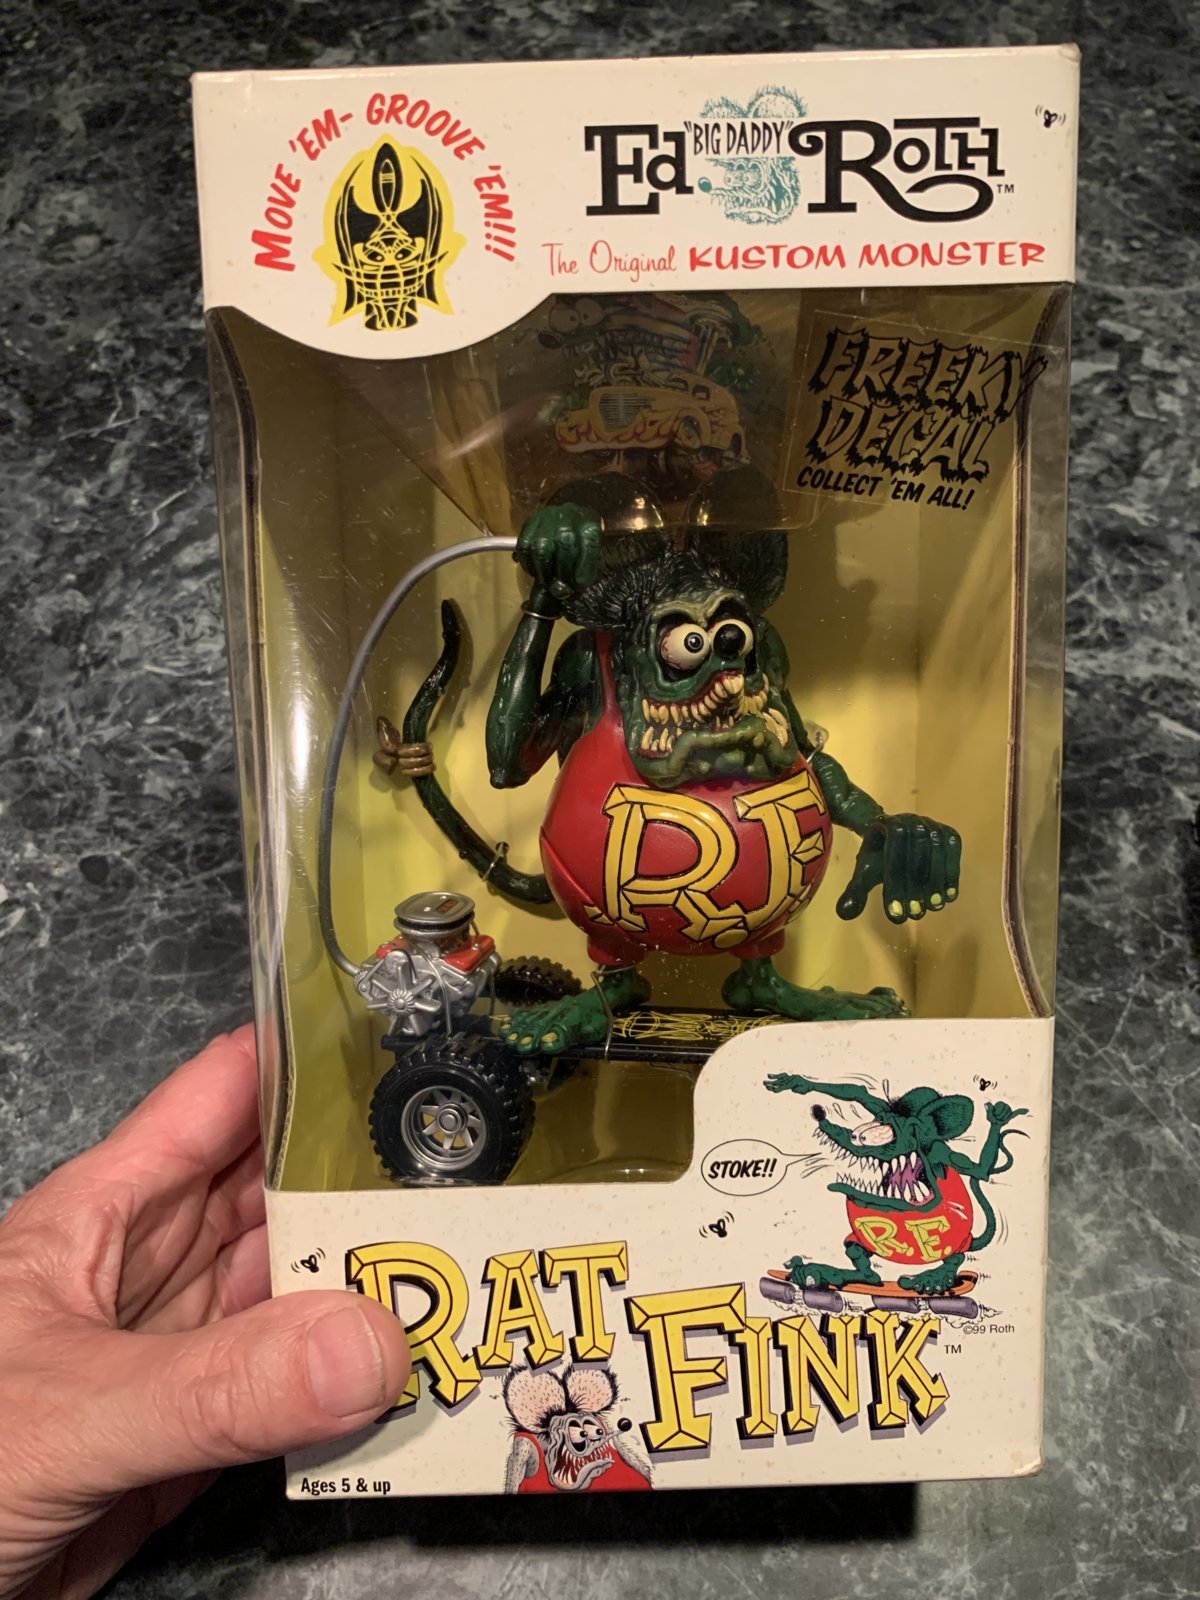 MOVE 'EM- GROOVE 'EM!!!
Ed "BIG DADDY" ROTH ™
The Original KUSTOM MONSTER
FREEKY
DECAL
COLLECT 'EM ALL!
R.F.
STOKE!!
R.F.
RAT
FINK ™
©99 Roth
Ages 5 & up